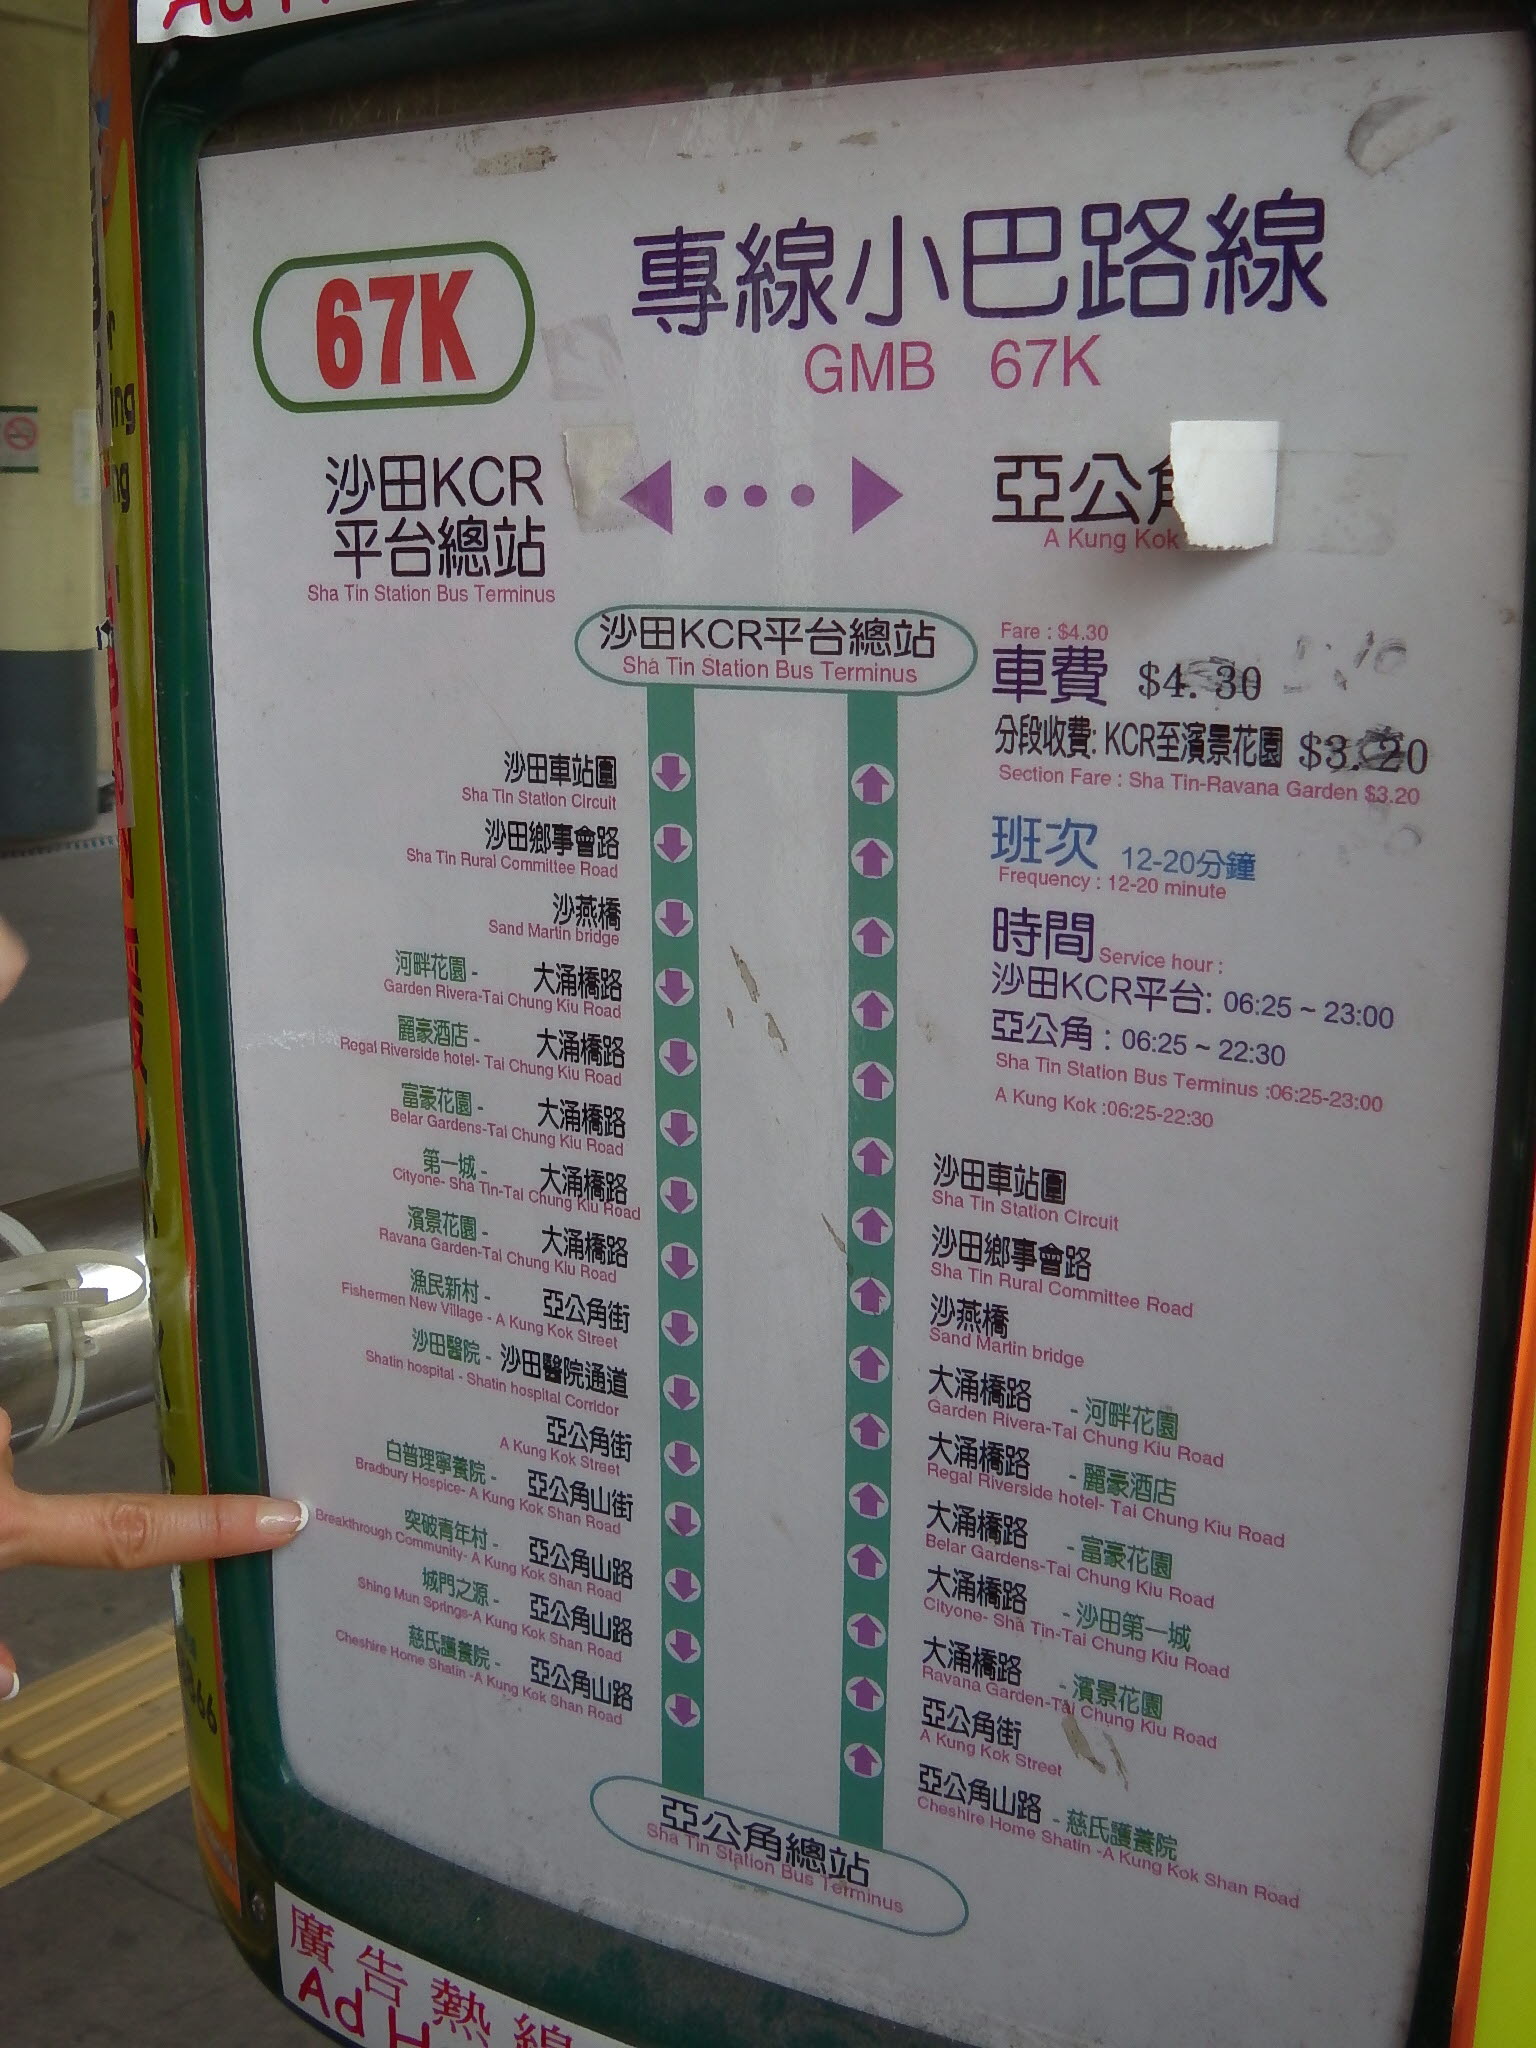 67K
專線小巴路線
GMB 67K
沙田KCR
平台總站
Sha Tin Station Bus Terminus
亞公角
A Kung Kok
沙田KCR平台總站
Sha Tin Station Bus Terminus
Fare : $4.30
車費 $4.30
分段收費: KCR至濱景花園 $3.20
Section Fare : Sha Tin-Ravana Garden $3.20
班次 12-20分鐘
Frequency : 12-20 minute
時間 Service hour :
沙田KCR平台: 06:25 ~ 23:00
亞公角 : 06:25 ~ 22:30
Sha Tin Station Bus Terminus :06:25-23:00
A Kung Kok :06:25-22:30
沙田車站圍
Sha Tin Station Circuit
沙田鄉事會路
Sha Tin Rural Committee Road
沙燕橋
Sand Martin bridge
河畔花園 - 大涌橋路
Garden Rivera-Tai Chung Kiu Road
麗豪酒店 - 大涌橋路
Regal Riverside hotel- Tai Chung Kiu Road
富豪花園 - 大涌橋路
Belar Gardens-Tai Chung Kiu Road
第一城 - 大涌橋路
Cityone- Sha Tin-Tai Chung Kiu Road
濱景花園 - 大涌橋路
Ravana Garden-Tai Chung Kiu Road
漁民新村 - 亞公角街
Fishermen New Village - A Kung Kok Street
沙田醫院 - 沙田醫院通道
Shatin hospital - Shatin hospital Corridor
亞公角街
A Kung Kok Street
白普理寧養院 - 亞公角山街
Bradbury Hospice- A Kung Kok Shan Road
突破青年村 - 亞公角山路
Breakthrough Community- A Kung Kok Shan Road
城門之源 - 亞公角山路
Shing Mun Springs-A Kung Kok Shan Road
慈氏護養院 - 亞公角山路
Cheshire Home Shatin -A Kung Kok Shan Road
沙田車站圍
Sha Tin Station Circuit
沙田鄉事會路
Sha Tin Rural Committee Road
沙燕橋
Sand Martin bridge
大涌橋路 - 河畔花園
Garden Rivera-Tai Chung Kiu Road
大涌橋路 - 麗豪酒店
Regal Riverside hotel- Tai Chung Kiu Road
大涌橋路 - 富豪花園
Belar Gardens-Tai Chung Kiu Road
大涌橋路 - 沙田第一城
Cityone- Sha Tin-Tai Chung Kiu Road
大涌橋路 - 濱景花園
Ravana Garden-Tai Chung Kiu Road
亞公角街
A Kung Kok Street
亞公角山路 - 慈氏護養院
Cheshire Home Shatin -A Kung Kok Shan Road
亞公角總站
Sha Tin Station Bus Terminus
廣告熱線
Ad H